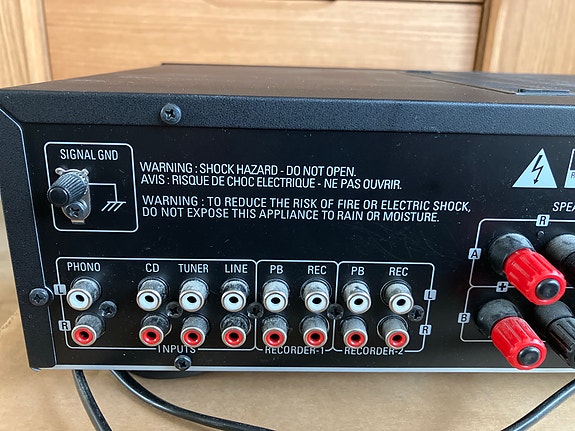 SIGNAL GND
WARNING : SHOCK HAZARD - DO NOT OPEN.
AVIS : RISQUE DE CHOC ELECTRIQUE - NE PAS OUVRIR.
WARNING : TO REDUCE THE RISK OF FIRE OR ELECTRIC SHOCK,
DO NOT EXPOSE THIS APPLIANCE TO RAIN OR MOISTURE.
PHONO CD TUNER LINE PB REC PB REC
L L
R R
INPUTS RECORDER-1 RECORDER-2
SPEA
R
A
+
B